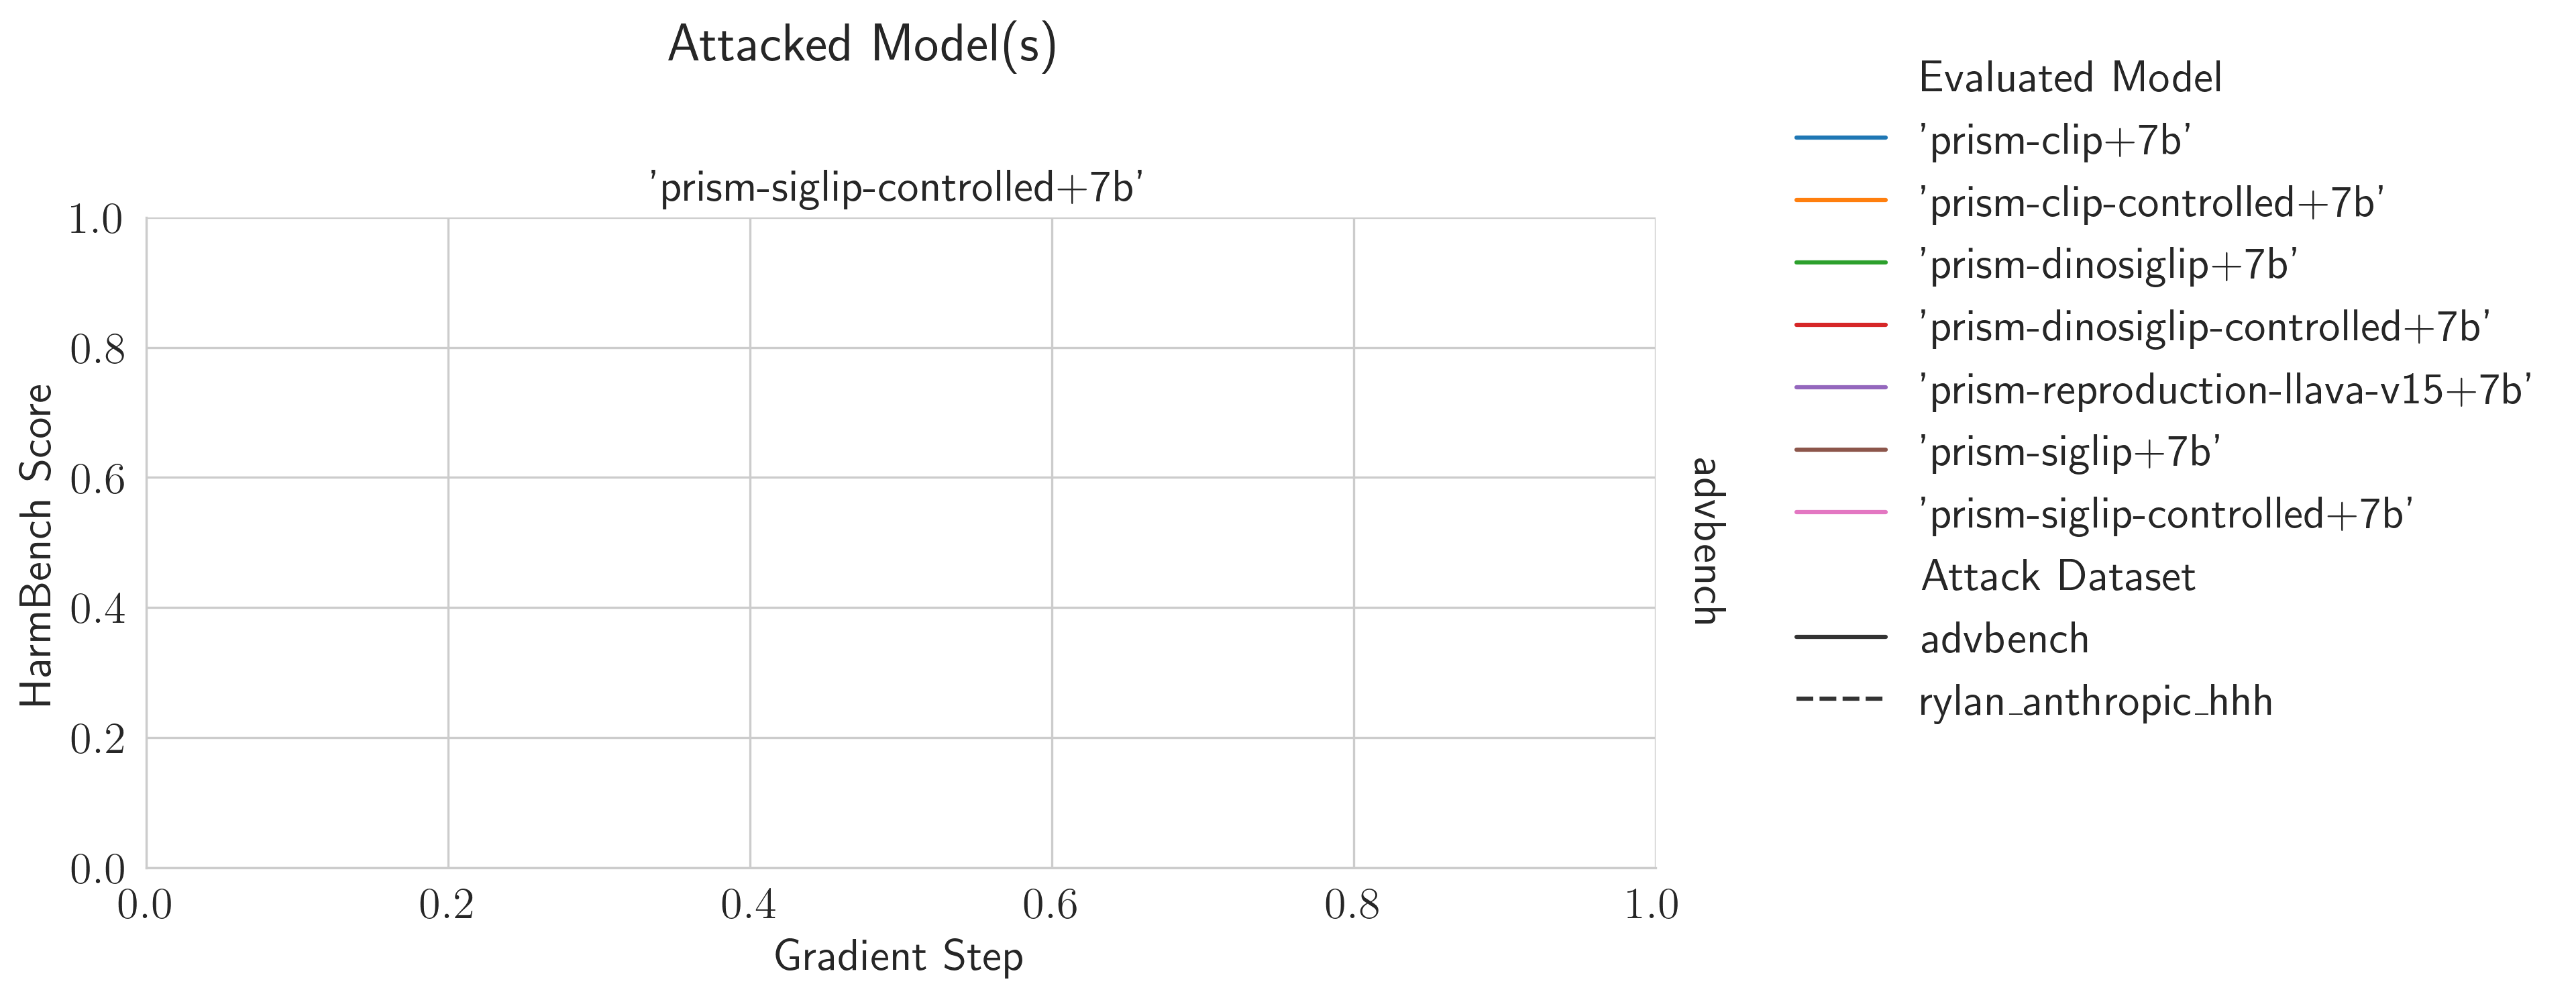 Attacked Model(s)
'prism-siglip-controlled+7b'
1.0
0.8
0.6
0.4
0.2
0.0
HarmBench Score
0.0 0.2 0.4 0.6 0.8 1.0
Gradient Step
advbench
Evaluated Model
'prism-clip+7b'
'prism-clip-controlled+7b'
'prism-dinosiglip+7b'
'prism-dinosiglip-controlled+7b'
'prism-reproduction-llava-v15+7b'
'prism-siglip+7b'
'prism-siglip-controlled+7b'
Attack Dataset
advbench
rylan_anthropic_hhh